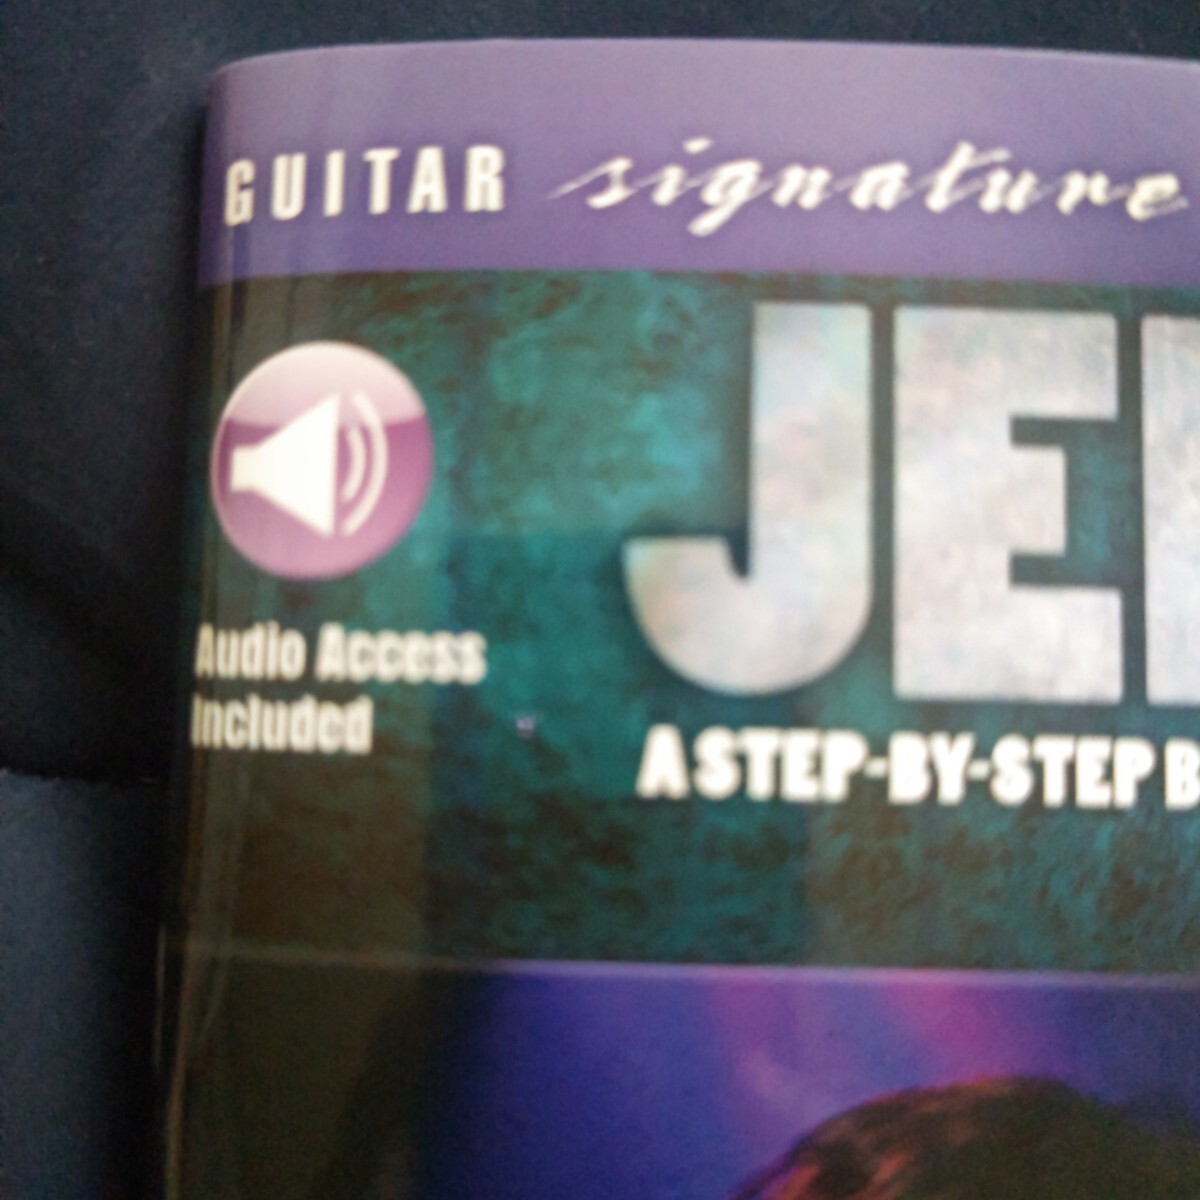 GUITAR signature
JE
Audio Access
Included
A STEP-BY-STEP B